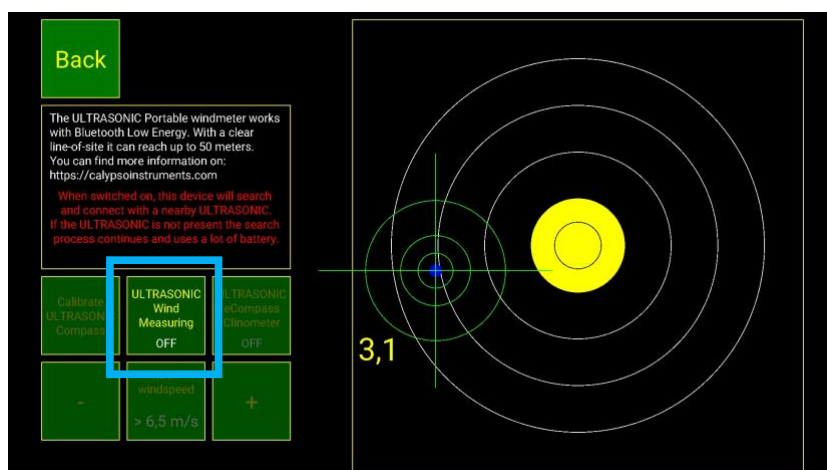 Back
The ULTRASONIC Portable windmeter works
with Bluetooth Low Energy. With a clear
line-of-site it can reach up to 50 meters.
You can find more information on:
https://calypsoinstruments.com
When switched on, this device will search
and connect with a nearby ULTRASONIC.
If the ULTRASONIC is not present the search
process continues and uses a lot of battery.
Calibrate
Compass
ULTRASONIC
Wind
Measuring
OFF
eCompass
Clinometer
OFF
-
windspeed
> 6,5 m/s
+
3,1